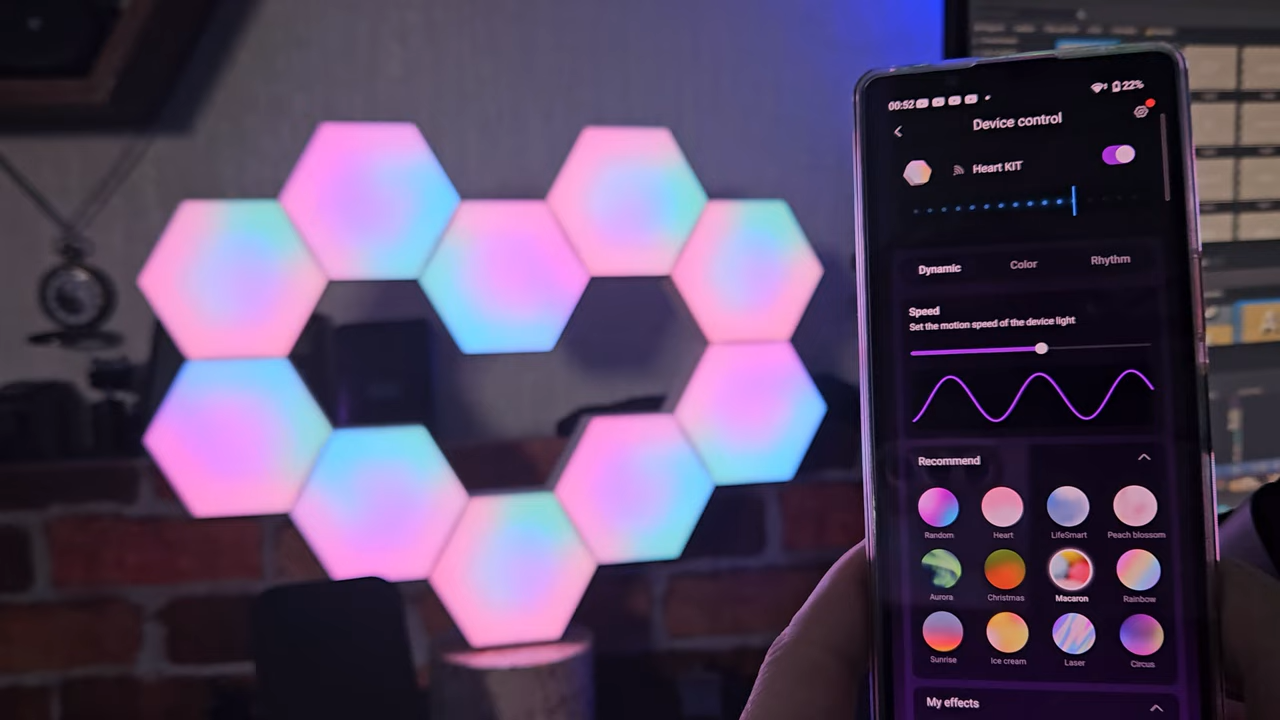 00:52 22%
Device control
Heart KIT
Dynamic Color Rhythm
Speed
Set the motion speed of the device light
Recommend
Random Heart LifeSmart Peach blossom
Aurora Christmas Macaron Rainbow
Sunrise Ice cream Laser Circus
My effects